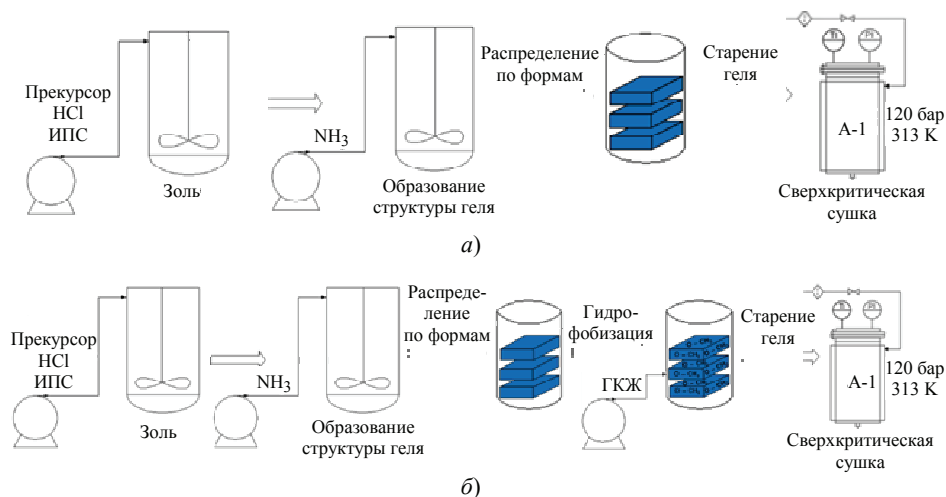 Прекурсор
HCl
ИПС
Золь
NH₃
Образование
структуры геля
Распределение
по формам
Старение
геля
TI
PI
А-1
120 бар
313 К
Сверхкритическая
сушка
а)
Прекурсор
HCl
ИПС
Золь
NH₃
Образование
структуры геля
Распреде-
ление
по формам
Гидро-
фобизация
ГКЖ
Старение
геля
А-1
120 бар
313 К
Сверхкритическая
сушка
б)